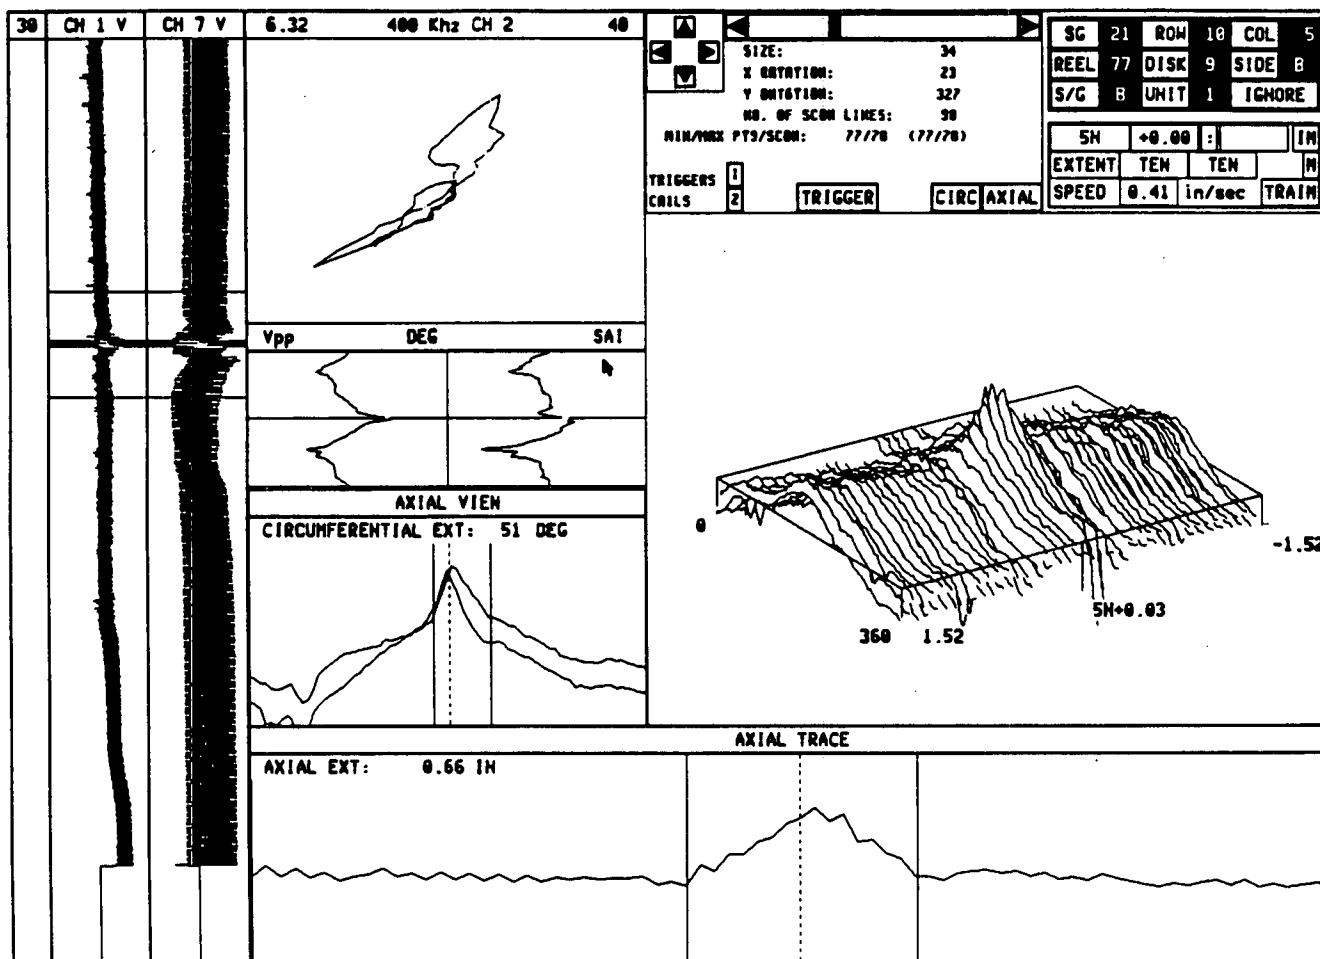 30 CH 1 V CH 7 V 6.32 400 Khz CH 2 40
SIZE: 34
X ROTATION: 23
Y ROTATION: 327
NO. OF SCAN LINES: 90
MIN/MAX PTS/SCAN: 77/78 (77/78)
TRIGGERS 1
CAILS 2 TRIGGER CIRC AXIAL
SG 21 ROW 10 COL 5
REEL 77 DISK 9 SIDE B
S/G B UNIT 1 IGNORE
5H +0.00 : IN
EXTENT TEN TEN M
SPEED 0.41 in/sec TRAIN
Vpp DEG SAI
AXIAL VIEW
CIRCUMFERENTIAL EXT: 51 DEG
0
-1.52
5H+0.03
360 1.52
AXIAL TRACE
AXIAL EXT: 0.66 IN